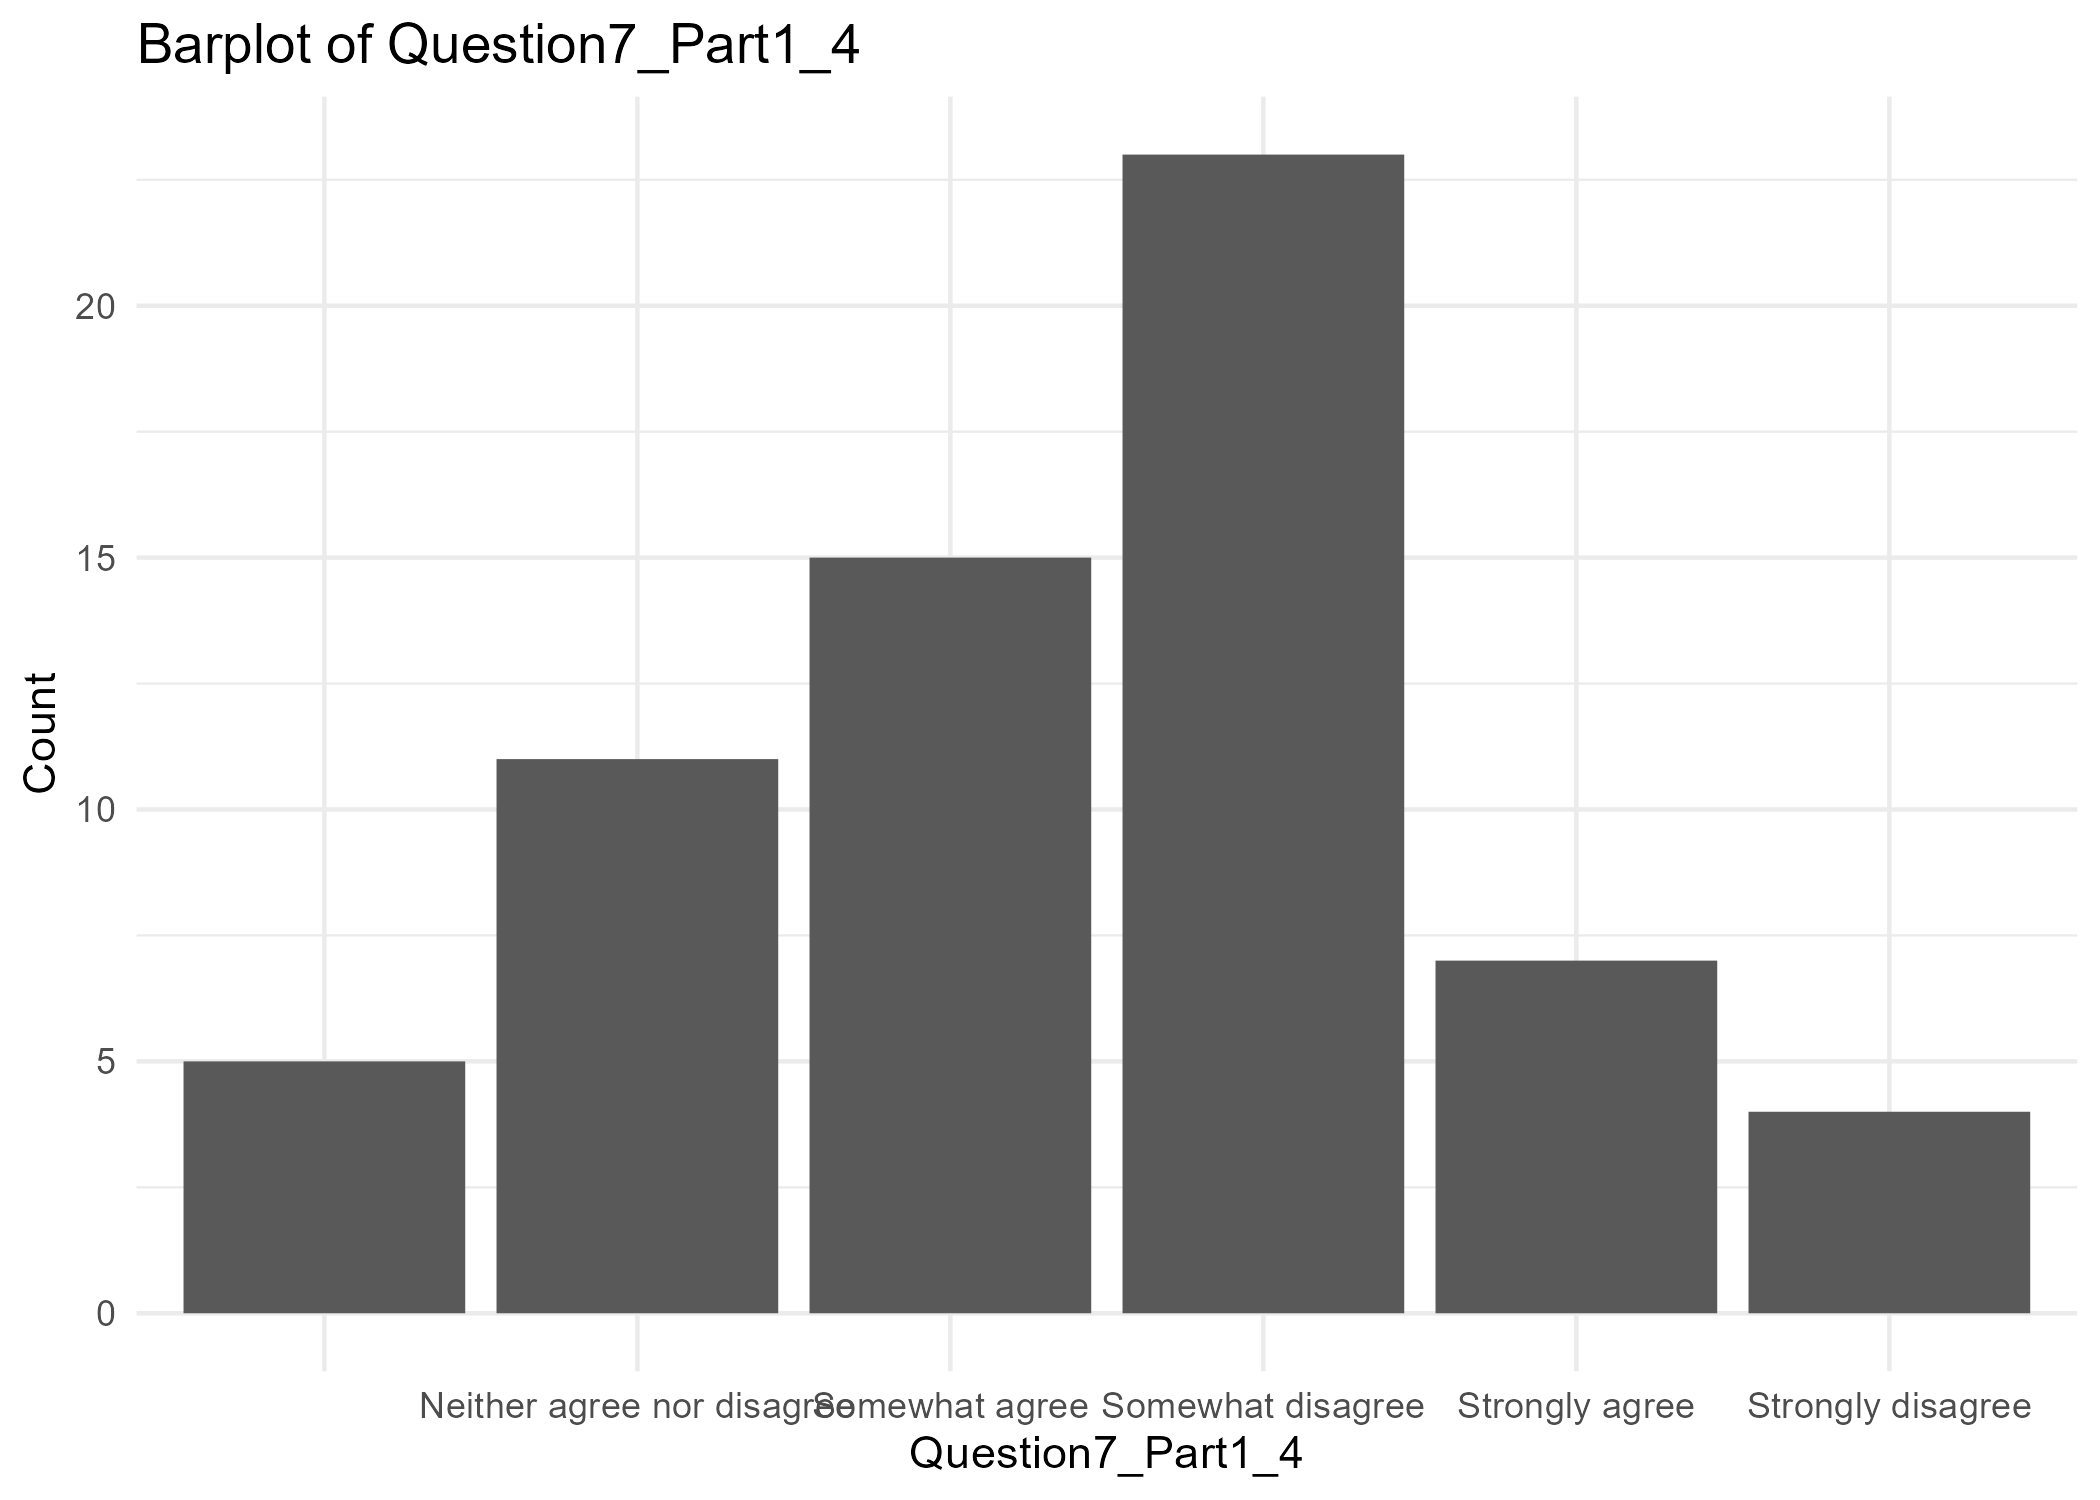 Barplot of Question7_Part1_4
Count
20
15
10
5
0
Neither agree nor disagree Somewhat agree Somewhat disagree Strongly agree Strongly disagree
Question7_Part1_4